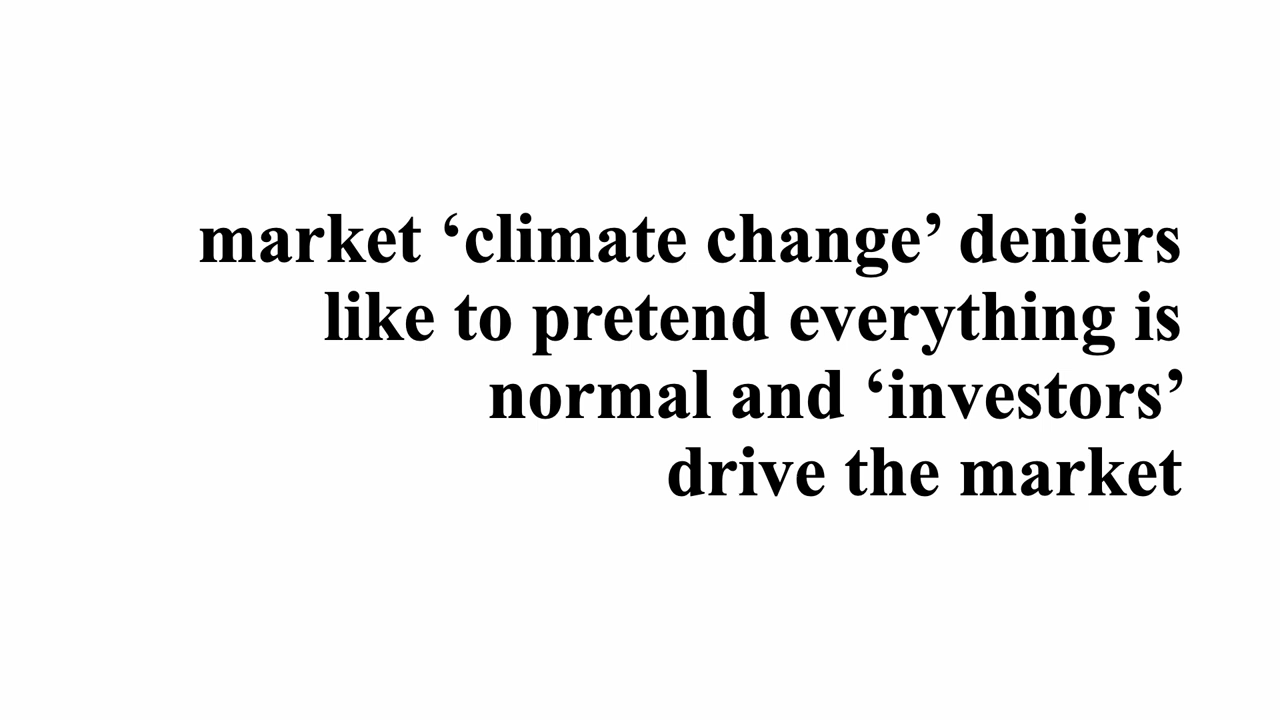 market ‘climate change’ deniers
like to pretend everything is
normal and ‘investors’
drive the market